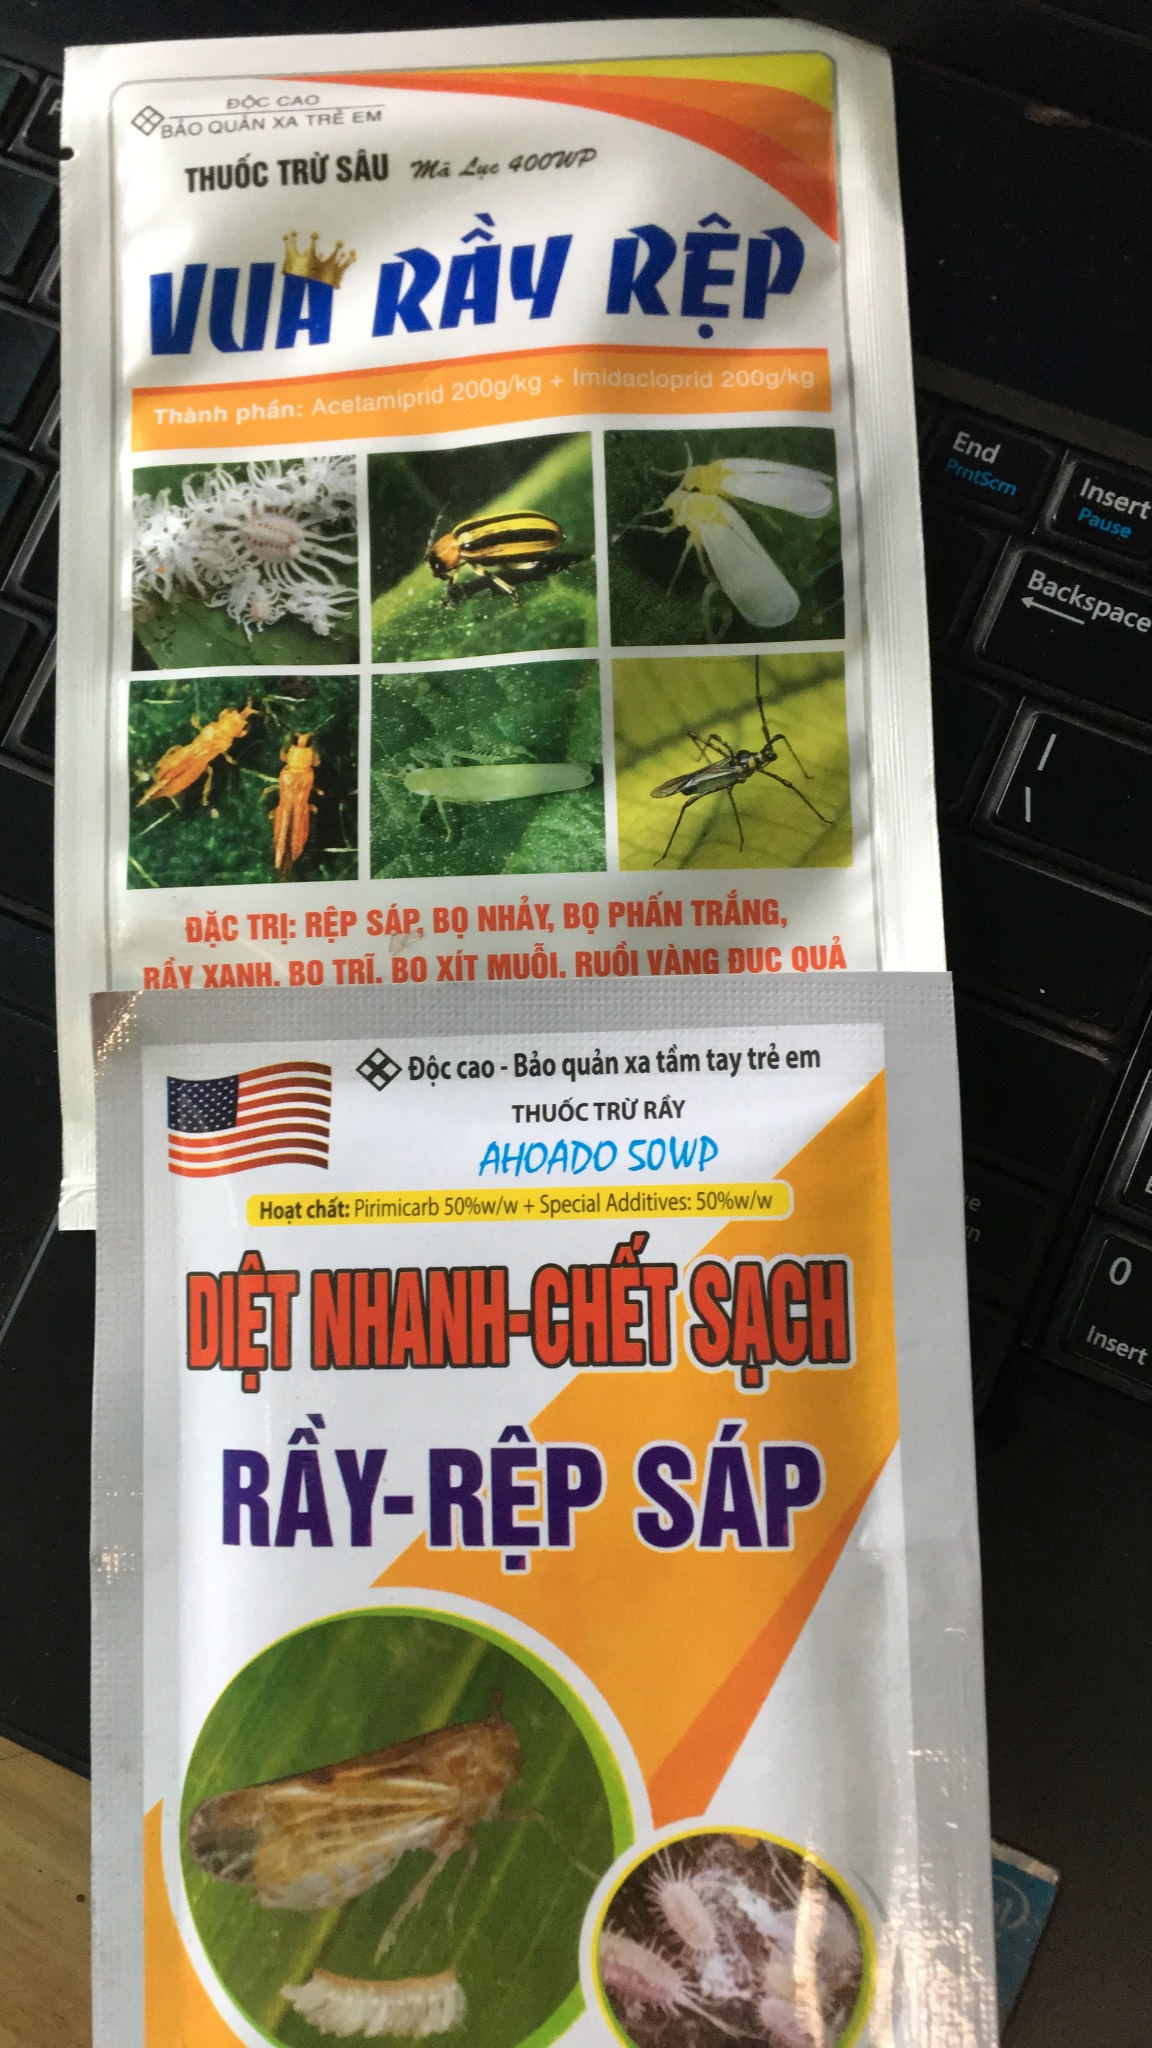 ĐỘC CAO
BẢO QUẢN XA TRẺ EM
THUỐC TRỪ SÂU Mã Lục 400WP
VUA RẦY RỆP
Thành phần: Acetamiprid 200g/kg + Imidacloprid 200g/kg
ĐẶC TRỊ: RỆP SÁP, BỌ NHẢY, BỌ PHẤN TRẮNG,
RẦY XANH, BỌ TRĨ, BỌ XÍT MUỖI, RUỒI VÀNG ĐỤC QUẢ
Độc cao - Bảo quản xa tầm tay trẻ em
THUỐC TRỪ RẦY
AHOADO 50WP
Hoạt chất: Pirimicarb 50%w/w + Special Additives: 50%w/w
DIỆT NHANH-CHẾT SẠCH
RẦY-RỆP SÁP
End
PrntScrn
Insert
Pause
Backspace
|
\
0
Insert